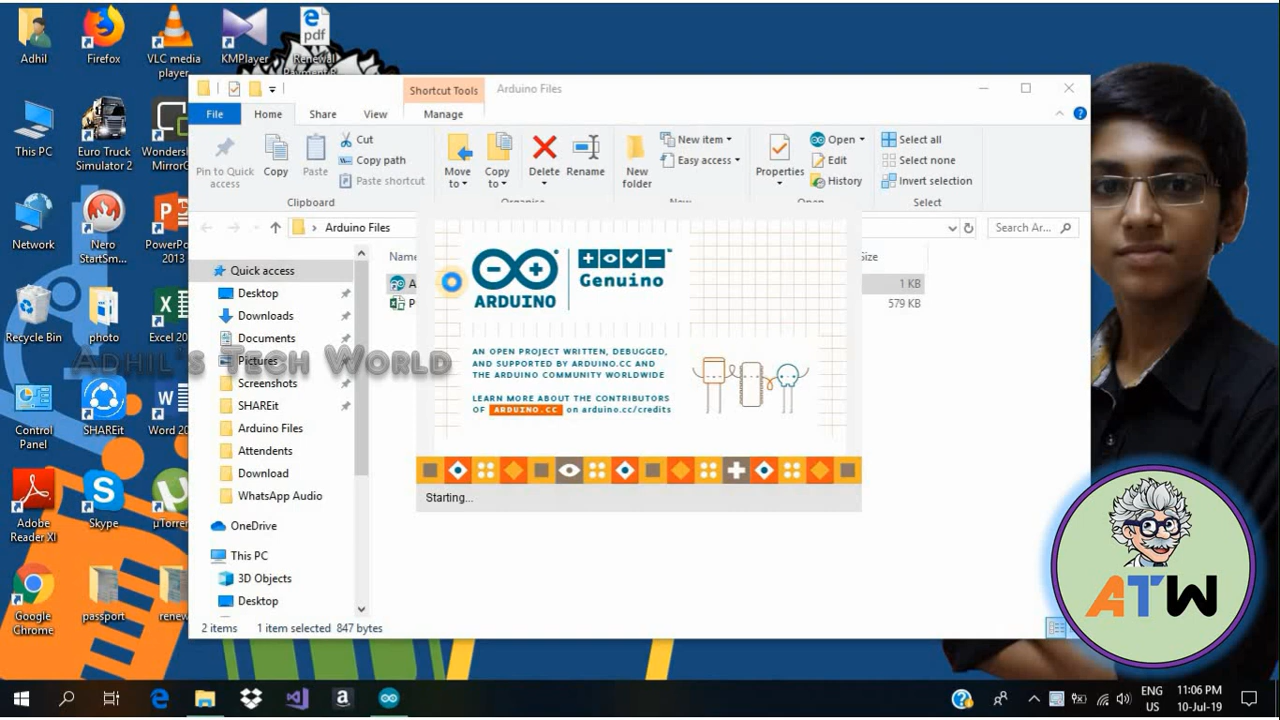 Adhil
Firefox
VLC media
player
KMPlayer
pdf
Renewal
This PC
Euro Truck
Simulator 2
Network
Nero
StartSm...
2013
Recycle Bin
photo
Control
Panel
SHAREit
Adobe
Reader XI
Skype
Google
Chrome
passport
Shortcut Tools
Arduino Files
File
Home
Share
View
Manage
Pin to Quick
access
Copy
Paste
Cut
Copy path
Paste shortcut
Clipboard
Move
to
Copy
to
Delete
Rename
Organise
New
folder
New item
Easy access
New
Properties
Open
Edit
History
Open
Select all
Select none
Invert selection
Select
Arduino Files
Search Ar...
Quick access
Desktop
Downloads
Documents
Pictures
Screenshots
SHAREit
Arduino Files
Attendents
Download
WhatsApp Audio
OneDrive
This PC
3D Objects
Desktop
1 KB
579 KB
ARDUINO
Genuino
™
AN OPEN PROJECT WRITTEN, DEBUGGED,
AND SUPPORTED BY ARDUINO.CC AND
THE ARDUINO COMMUNITY WORLDWIDE
LEARN MORE ABOUT THE CONTRIBUTORS
OF ARDUINO.CC on arduino.cc/credits
Starting...
2 items 1 item selected 847 bytes
Adhil's Tech World
ATW
ENG
US
11:06 PM
10-Jul-19